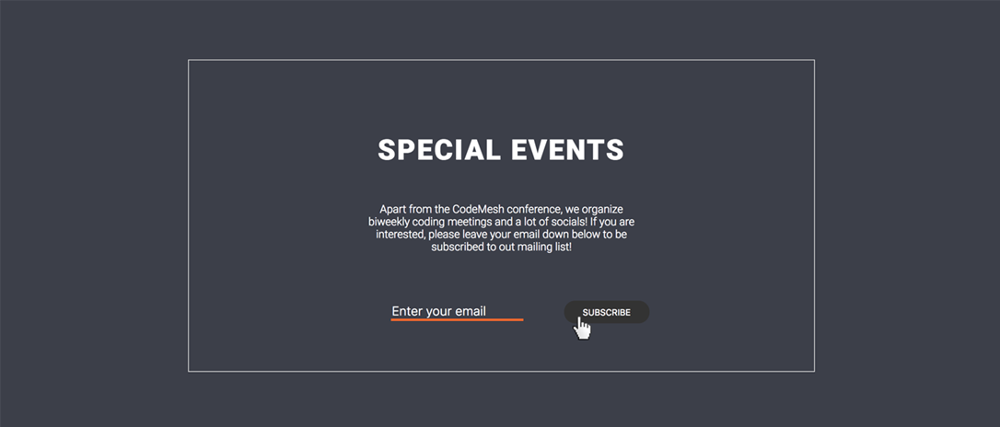 SPECIAL EVENTS
Apart from the CodeMesh conference, we organize
biweekly coding meetings and a lot of socials! If you are
interested, please leave your email down below to be
subscribed to out mailing list!
Enter your email
SUBSCRIBE